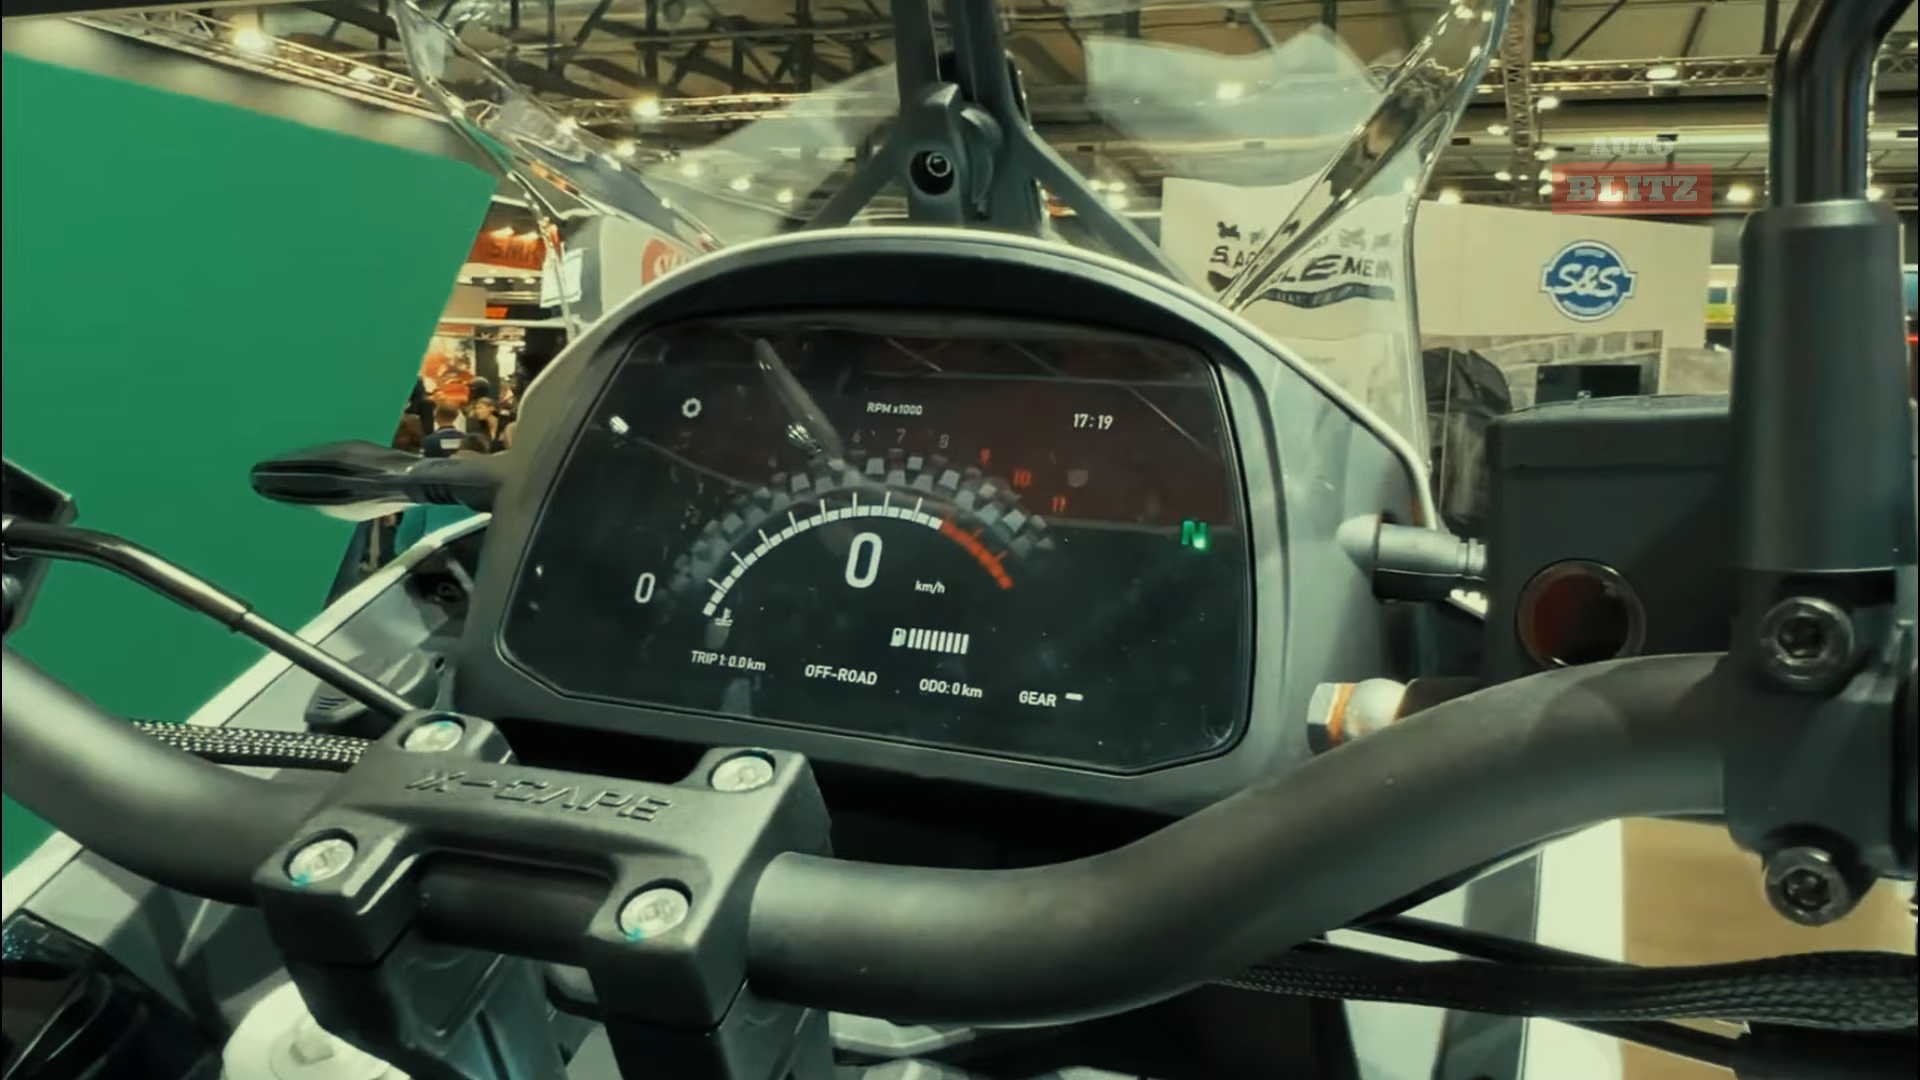 AUTO
BLITZ
S&S
RPM x1000
17:19
6 7 8 9 10 11
N
0
0
km/h
TRIP 1: 0.0 km
OFF-ROAD
ODO: 0 km
GEAR –
X-CAPE